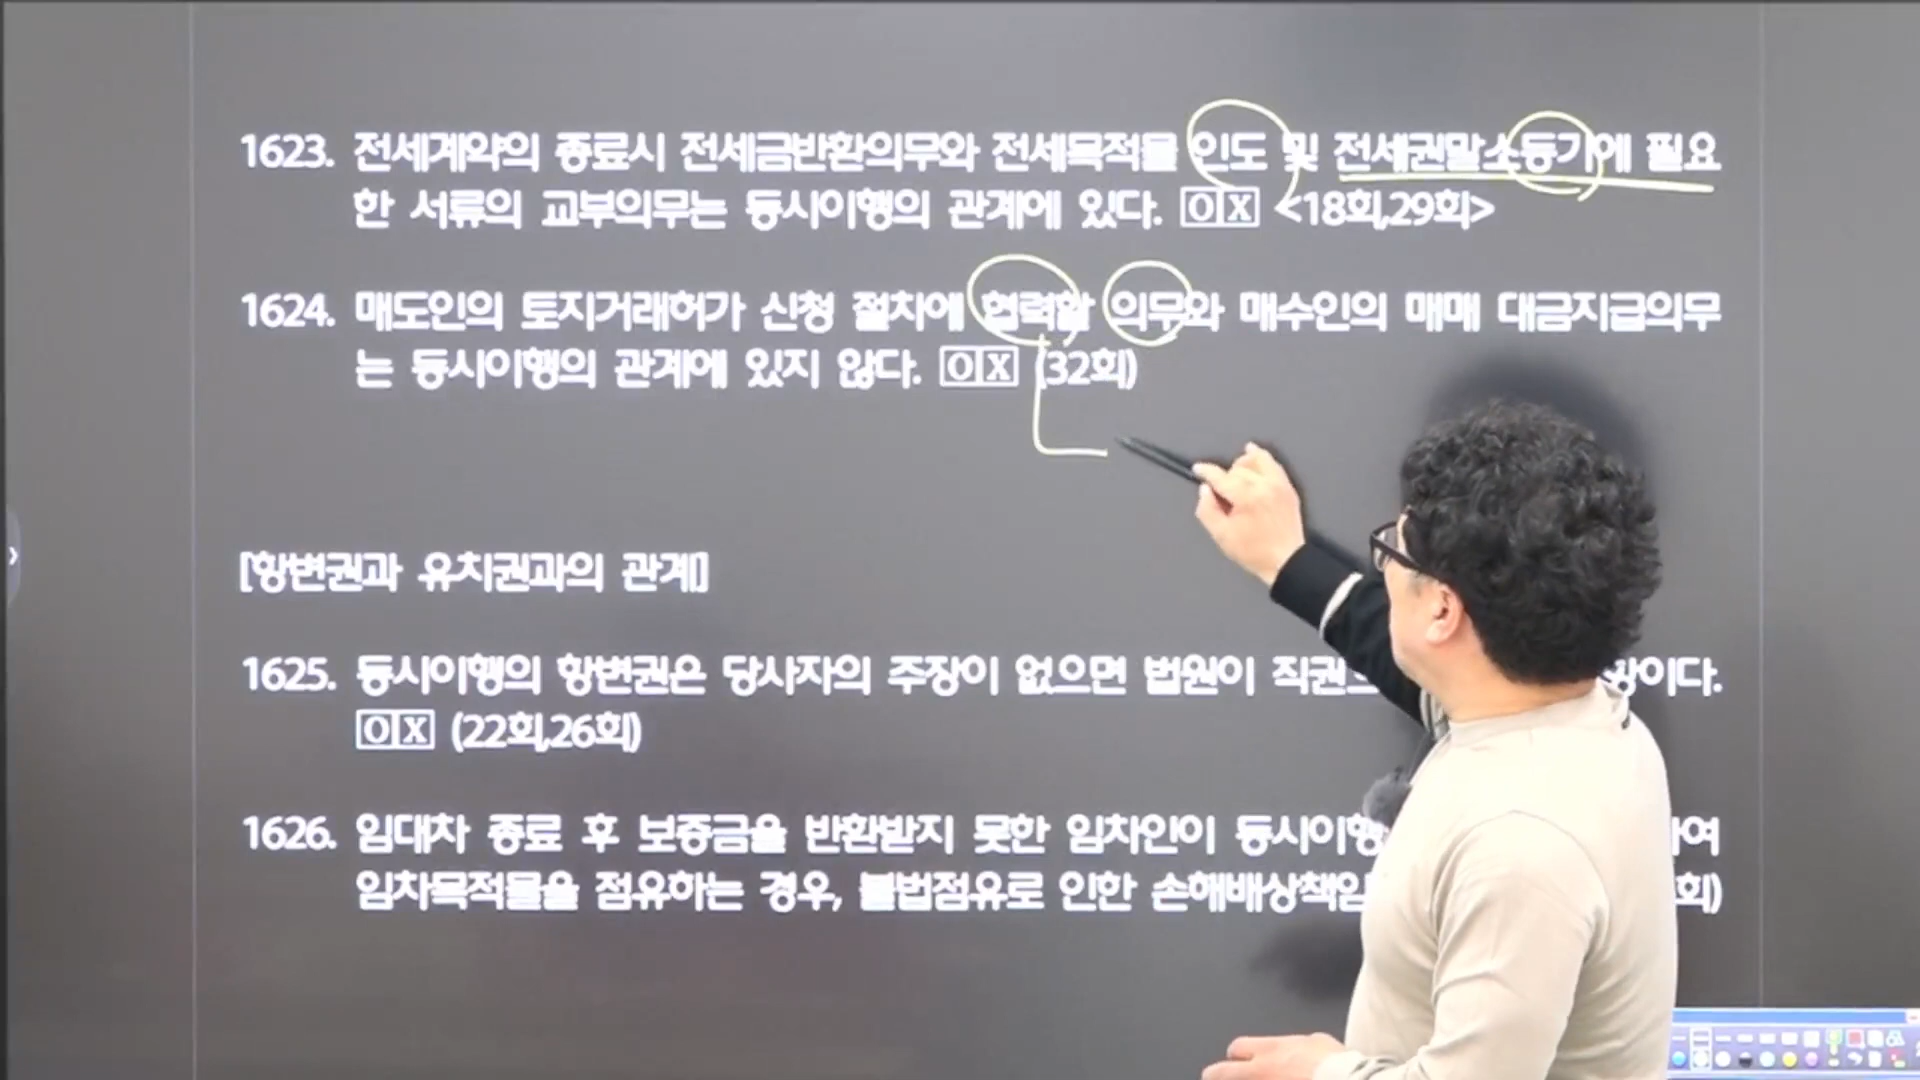 1623. 전세계약의 종료시 전세금반환의무와 전세목적물 인도 및 전세권말소등기에 필요
한 서류의 교부의무는 동시이행의 관계에 있다. O X <18회,29회>
1624. 매도인의 토지거래허가 신청 절차에 협력할 의무와 매수인의 매매 대금지급의무
는 동시이행의 관계에 있지 않다. O X (32회)
[항변권과 유치권과의 관계]
1625. 동시이행의 항변권은 당사자의 주장이 없으면 법원이 직권으 이다.
O X (22회,26회)
1626. 임대차 종료 후 보증금을 반환받지 못한 임차인이 동시이행 하여
임차목적물을 점유하는 경우, 불법점유로 인한 손해배상책임 회)